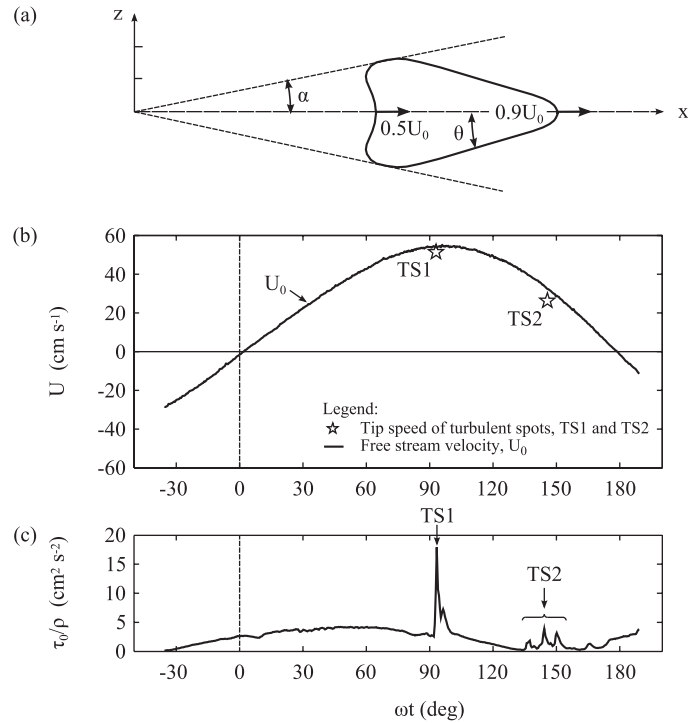 (a)
z
α
0.5U₀
0.9U₀
θ
x
(b)
60
40
20
0
-20
-40
-60
U (cm s⁻¹)
U₀
TS1
TS2
Legend:
Tip speed of turbulent spots, TS1 and TS2
Free stream velocity, U₀
-30 0 30 60 90 120 150 180
(c)
TS1
20
15
10
5
0
τ₀/ρ (cm² s⁻²)
TS2
-30 0 30 60 90 120 150 180
ωt (deg)